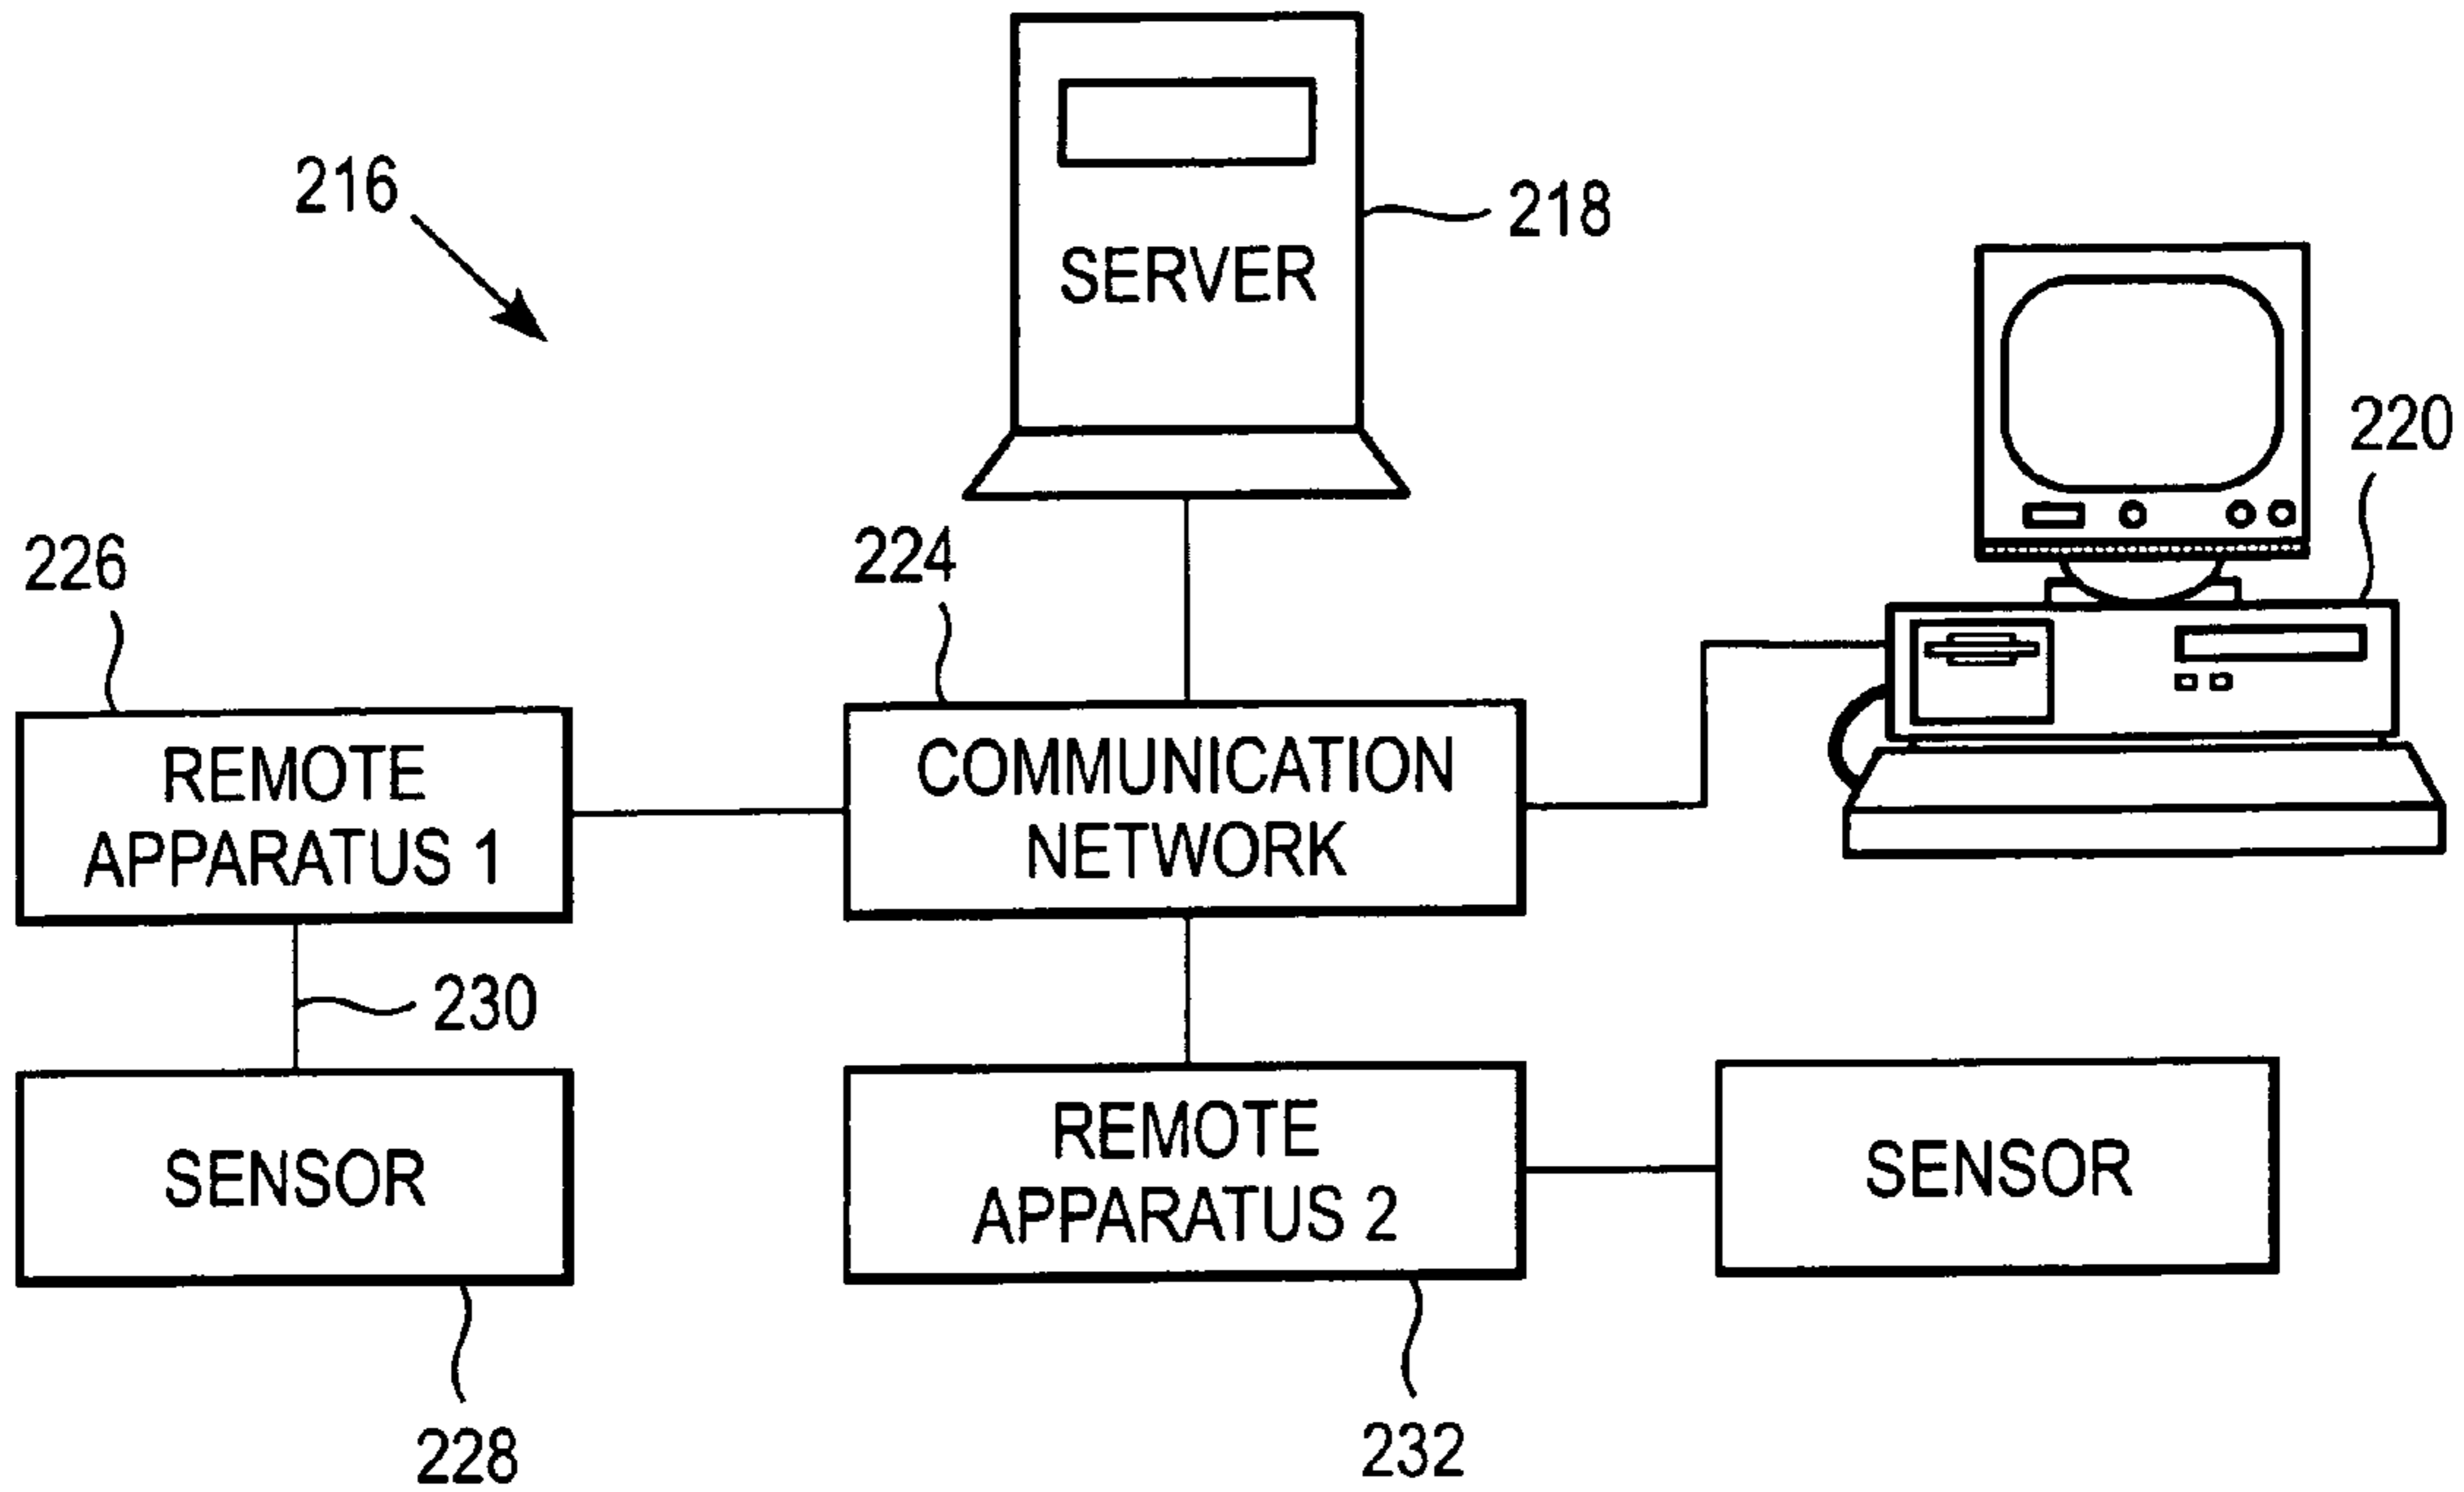 216
SERVER
218
220
226
224
REMOTE
APPARATUS 1
COMMUNICATION
NETWORK
230
SENSOR
REMOTE
APPARATUS 2
SENSOR
228
232